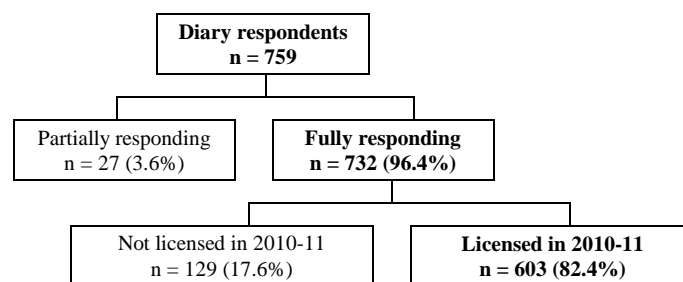 Diary respondents
n = 759
Partially responding
n = 27 (3.6%)
Fully responding
n = 732 (96.4%)
Not licensed in 2010-11
n = 129 (17.6%)
Licensed in 2010-11
n = 603 (82.4%)